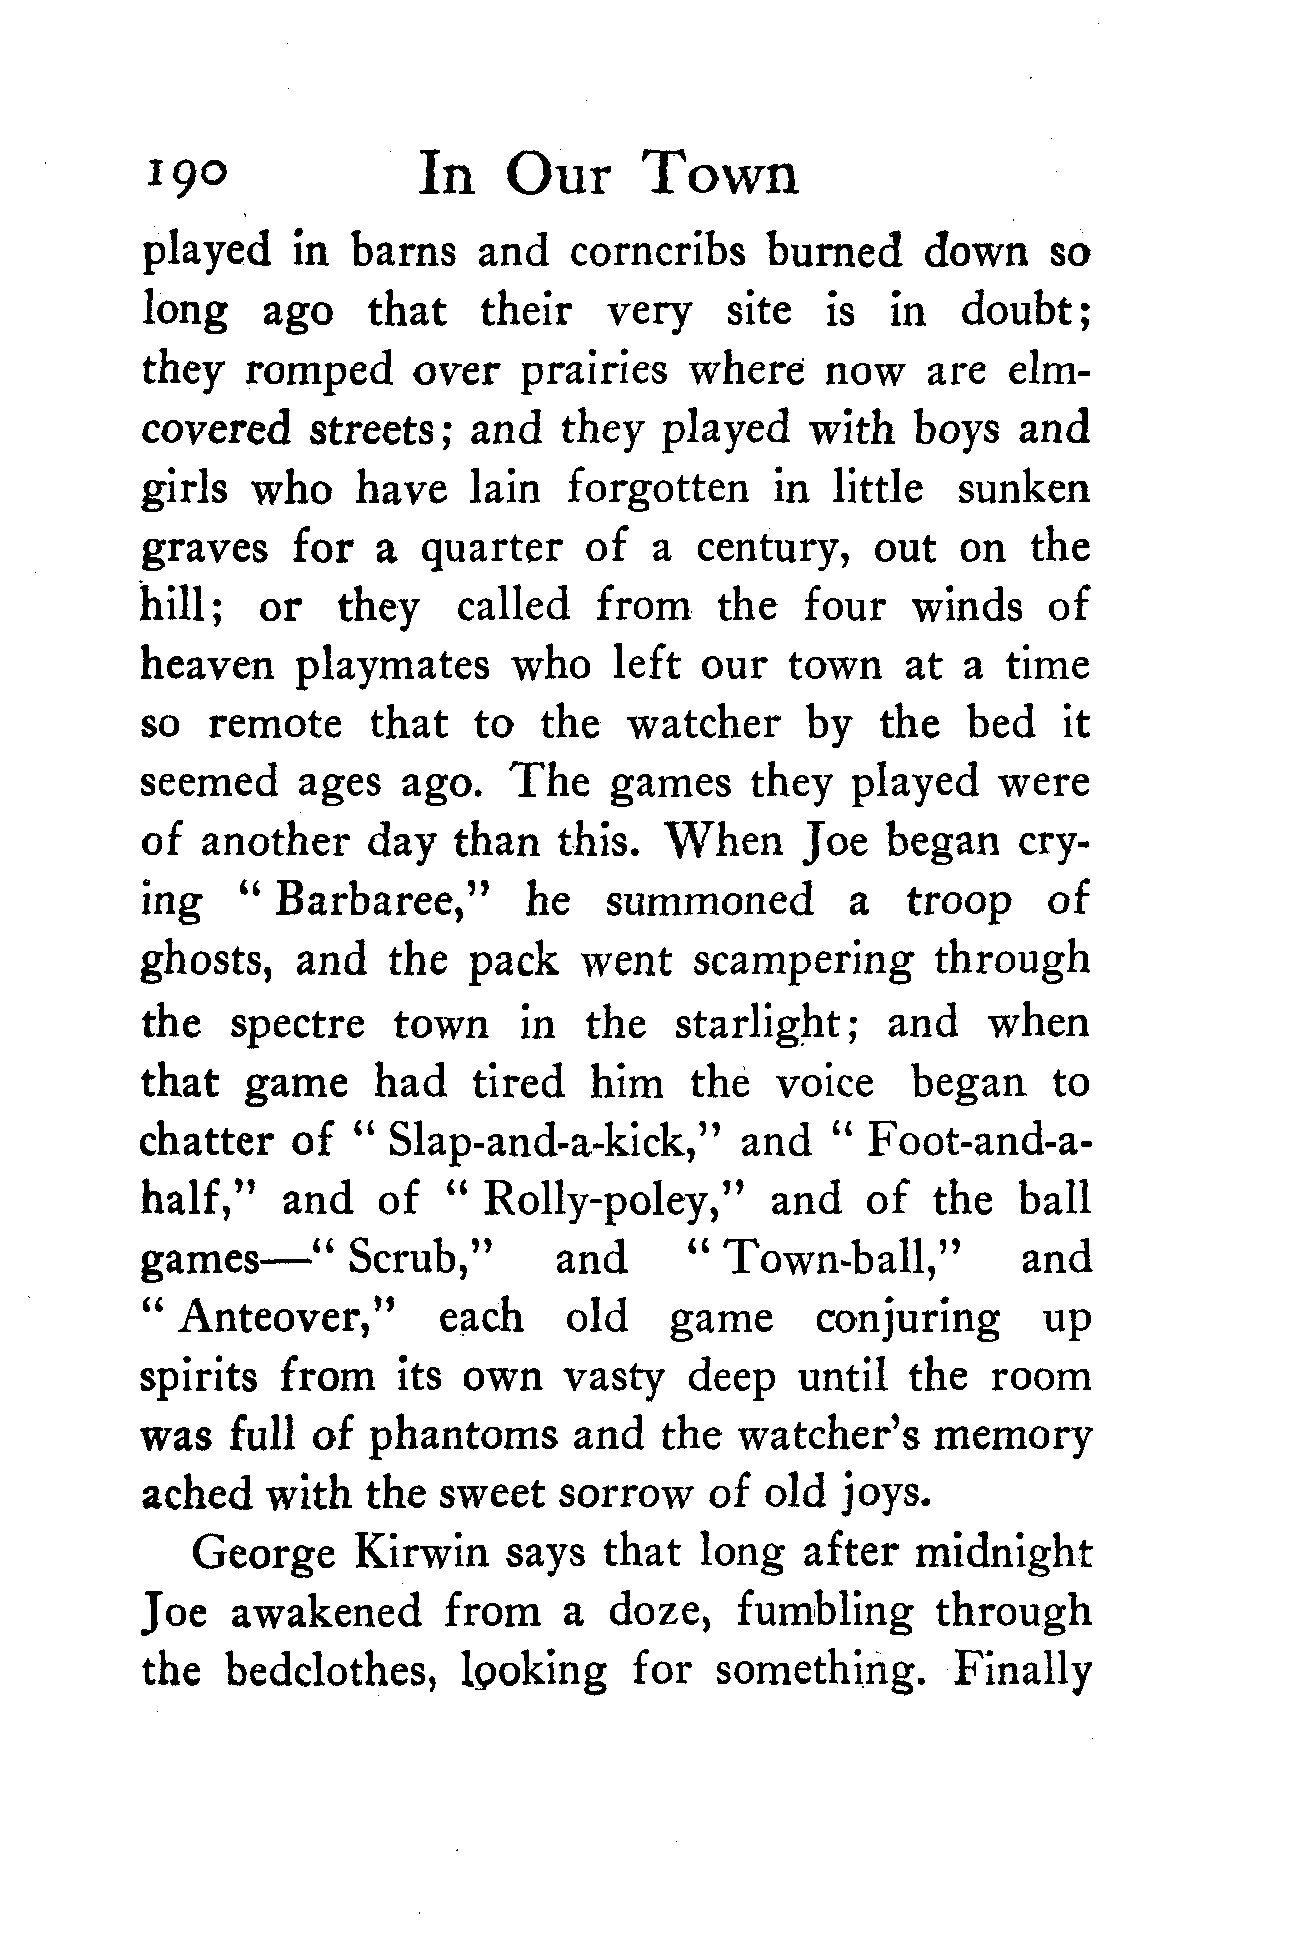 190 In Our Town
played in barns and corncribs burned down so
long ago that their very site is in doubt;
they romped over prairies where now are elm-
covered streets; and they played with boys and
girls who have lain forgotten in little sunken
graves for a quarter of a century, out on the
hill; or they called from the four winds of
heaven playmates who left our town at a time
so remote that to the watcher by the bed it
seemed ages ago. The games they played were
of another day than this. When Joe began cry-
ing " Barbaree," he summoned a troop of
ghosts, and the pack went scampering through
the spectre town in the starlight; and when
that game had tired him the voice began to
chatter of " Slap-and-a-kick," and " Foot-and-a-
half," and of " Rolly-poley," and of the ball
games—" Scrub," and " Town-ball," and
" Anteover," each old game conjuring up
spirits from its own vasty deep until the room
was full of phantoms and the watcher's memory
ached with the sweet sorrow of old joys.
George Kirwin says that long after midnight
Joe awakened from a doze, fumbling through
the bedclothes, looking for something. Finally